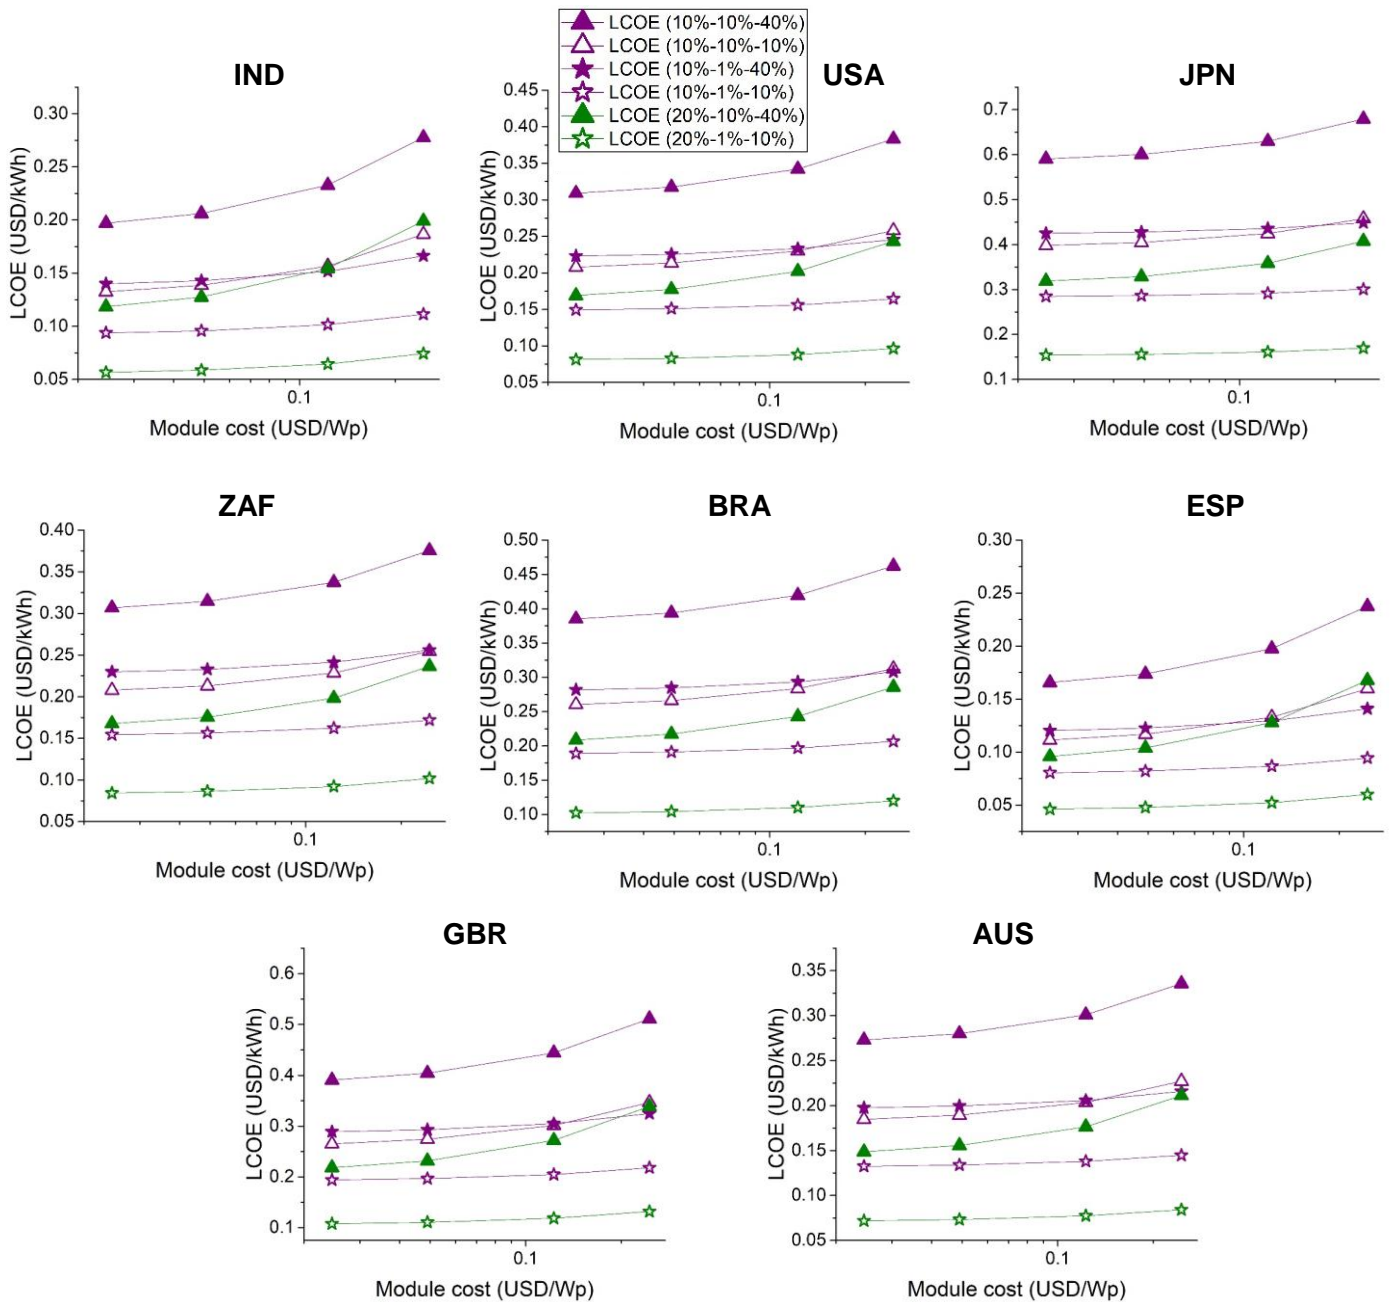 LCOE (10%-10%-40%)
LCOE (10%-10%-10%)
LCOE (10%-1%-40%)
LCOE (10%-1%-10%)
LCOE (20%-10%-40%)
LCOE (20%-1%-10%)
IND
LCOE (USD/kWh)
0.30
0.25
0.20
0.15
0.10
0.05
0.1
Module cost (USD/Wp)
USA
LCOE (USD/kWh)
0.45
0.40
0.35
0.30
0.25
0.20
0.15
0.10
0.05
0.1
Module cost (USD/Wp)
JPN
LCOE (USD/kWh)
0.7
0.6
0.5
0.4
0.3
0.2
0.1
0.1
Module cost (USD/Wp)
ZAF
LCOE (USD/kWh)
0.40
0.35
0.30
0.25
0.20
0.15
0.10
0.05
0.1
Module cost (USD/Wp)
BRA
LCOE (USD/kWh)
0.50
0.45
0.40
0.35
0.30
0.25
0.20
0.15
0.10
0.1
Module cost (USD/Wp)
ESP
LCOE (USD/kWh)
0.30
0.25
0.20
0.15
0.10
0.05
0.1
Module cost (USD/Wp)
GBR
LCOE (USD/kWh)
0.6
0.5
0.4
0.3
0.2
0.1
0.1
Module cost (USD/Wp)
AUS
LCOE (USD/kWh)
0.35
0.30
0.25
0.20
0.15
0.10
0.05
0.1
Module cost (USD/Wp)